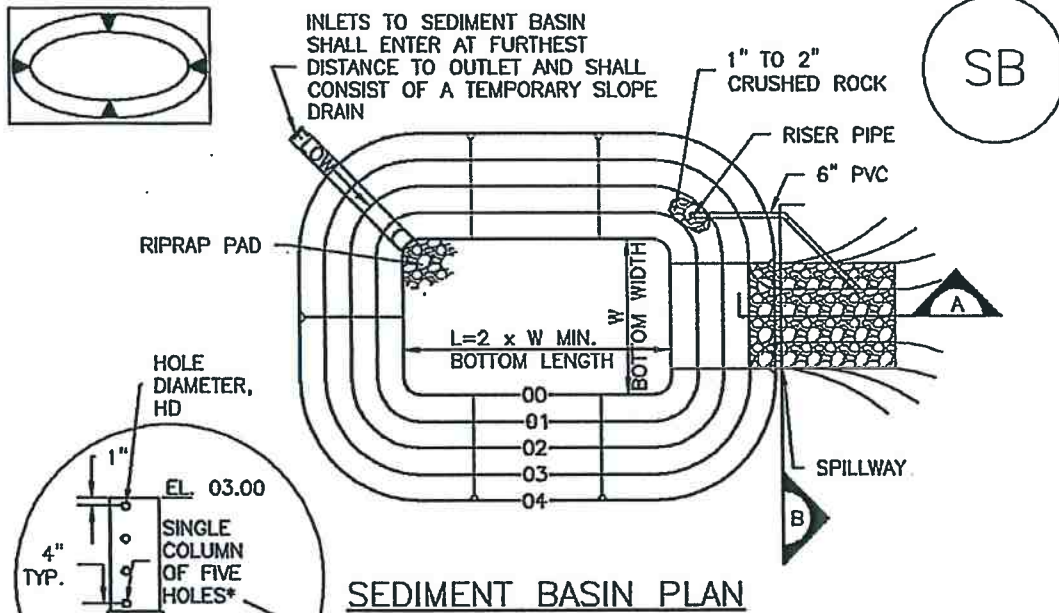 INLETS TO SEDIMENT BASIN
SHALL ENTER AT FURTHEST
DISTANCE TO OUTLET AND SHALL
CONSIST OF A TEMPORARY SLOPE
DRAIN
1" TO 2"
CRUSHED ROCK
SB
RISER PIPE
6" PVC
FLOW
RIPRAP PAD
W
BOTTOM WIDTH
L=2 x W MIN.
BOTTOM LENGTH
A
00
01
02
03
04
SPILLWAY
B
HOLE
DIAMETER,
HD
1"
EL. 03.00
4"
TYP.
SINGLE
COLUMN
OF FIVE
HOLES*
SEDIMENT BASIN PLAN